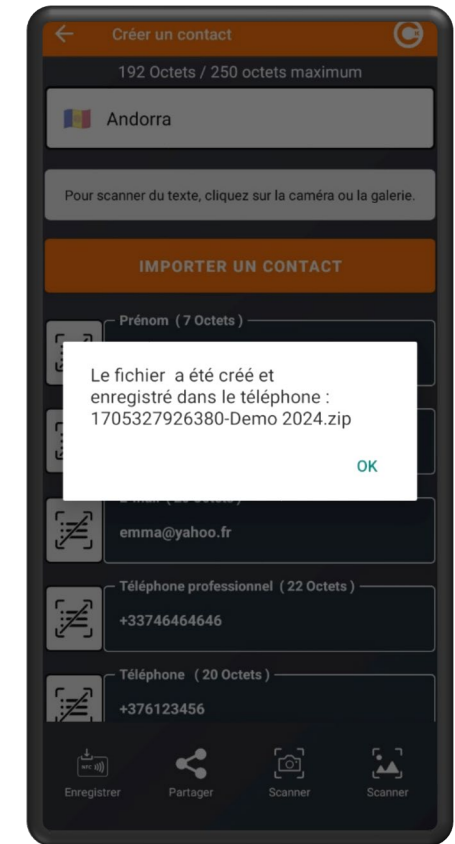 Créer un contact
192 Octets / 250 octets maximum
Andorra
Pour scanner du texte, cliquez sur la caméra ou la galerie.
IMPORTER UN CONTACT
Prénom ( 7 Octets )
Le fichier a été créé et
enregistré dans le téléphone :
1705327926380-Demo 2024.zip
OK
emma@yahoo.fr
Téléphone professionnel ( 22 Octets )
+33746464646
Téléphone ( 20 Octets )
+376123456
NFC
Enregistrer
Partager
Scanner
Scanner